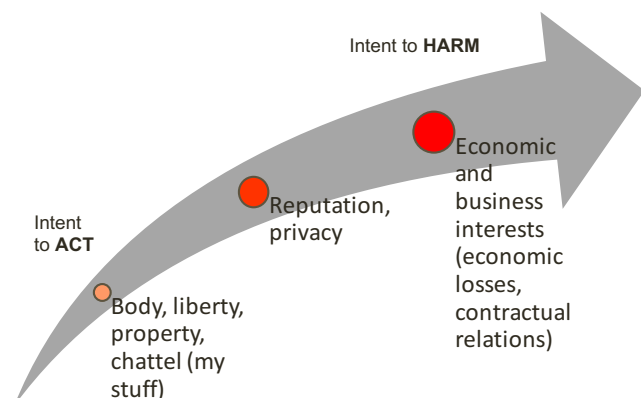 Intent to HARM
Economic
and
business
interests
(economic
losses,
contractual
relations)
Reputation,
privacy
Intent
to ACT
Body, liberty,
property,
chattel (my
stuff)